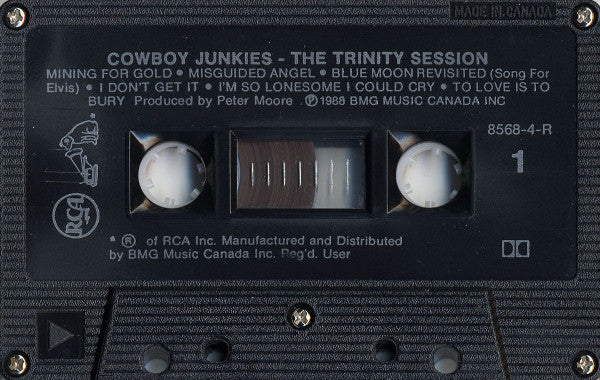 MADE IN CANADA
COWBOY JUNKIES - THE TRINITY SESSION
MINING FOR GOLD • MISGUIDED ANGEL • BLUE MOON REVISITED (Song For
Elvis) • I DON'T GET IT • I'M SO LONESOME I COULD CRY • TO LOVE IS TO
BURY Produced by Peter Moore ℗1988 BMG MUSIC CANADA INC
8568-4-R
1
RCA
* ® of RCA Inc. Manufactured and Distributed
by BMG Music Canada Inc. Reg'd. User